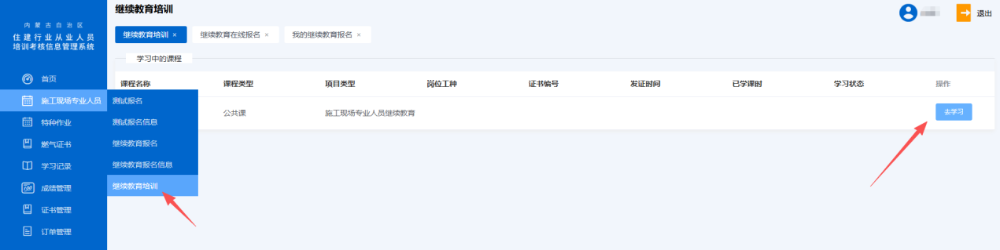 内蒙古自治区
住建行业从业人员
培训考核信息管理系统
首页
施工现场专业人员
特种作业
燃气证书
学习记录
成绩管理
证书管理
订单管理
测试报名
测试报名信息
继续教育报名
继续教育报名信息
继续教育培训
继续教育培训
退出
继续教育培训 × 继续教育在线报名 × 我的继续教育报名 ×
学习中的课程
课程名称 课程类型 项目类型 岗位工种 证书编号 发证时间 已学课时 学习状态 操作
公共课 施工现场专业人员继续教育 去学习